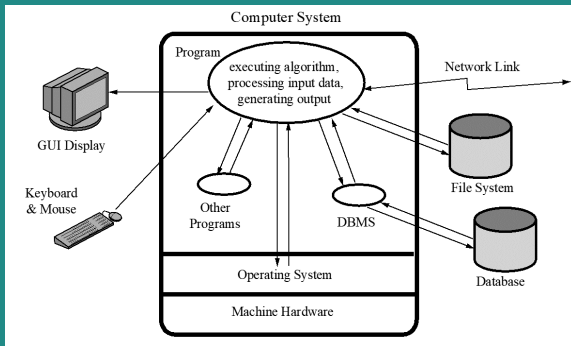 Computer System
Program
executing algorithm,
processing input data,
generating output
Network Link
GUI Display
File System
Keyboard
& Mouse
Other
Programs
DBMS
Database
Operating System
Machine Hardware